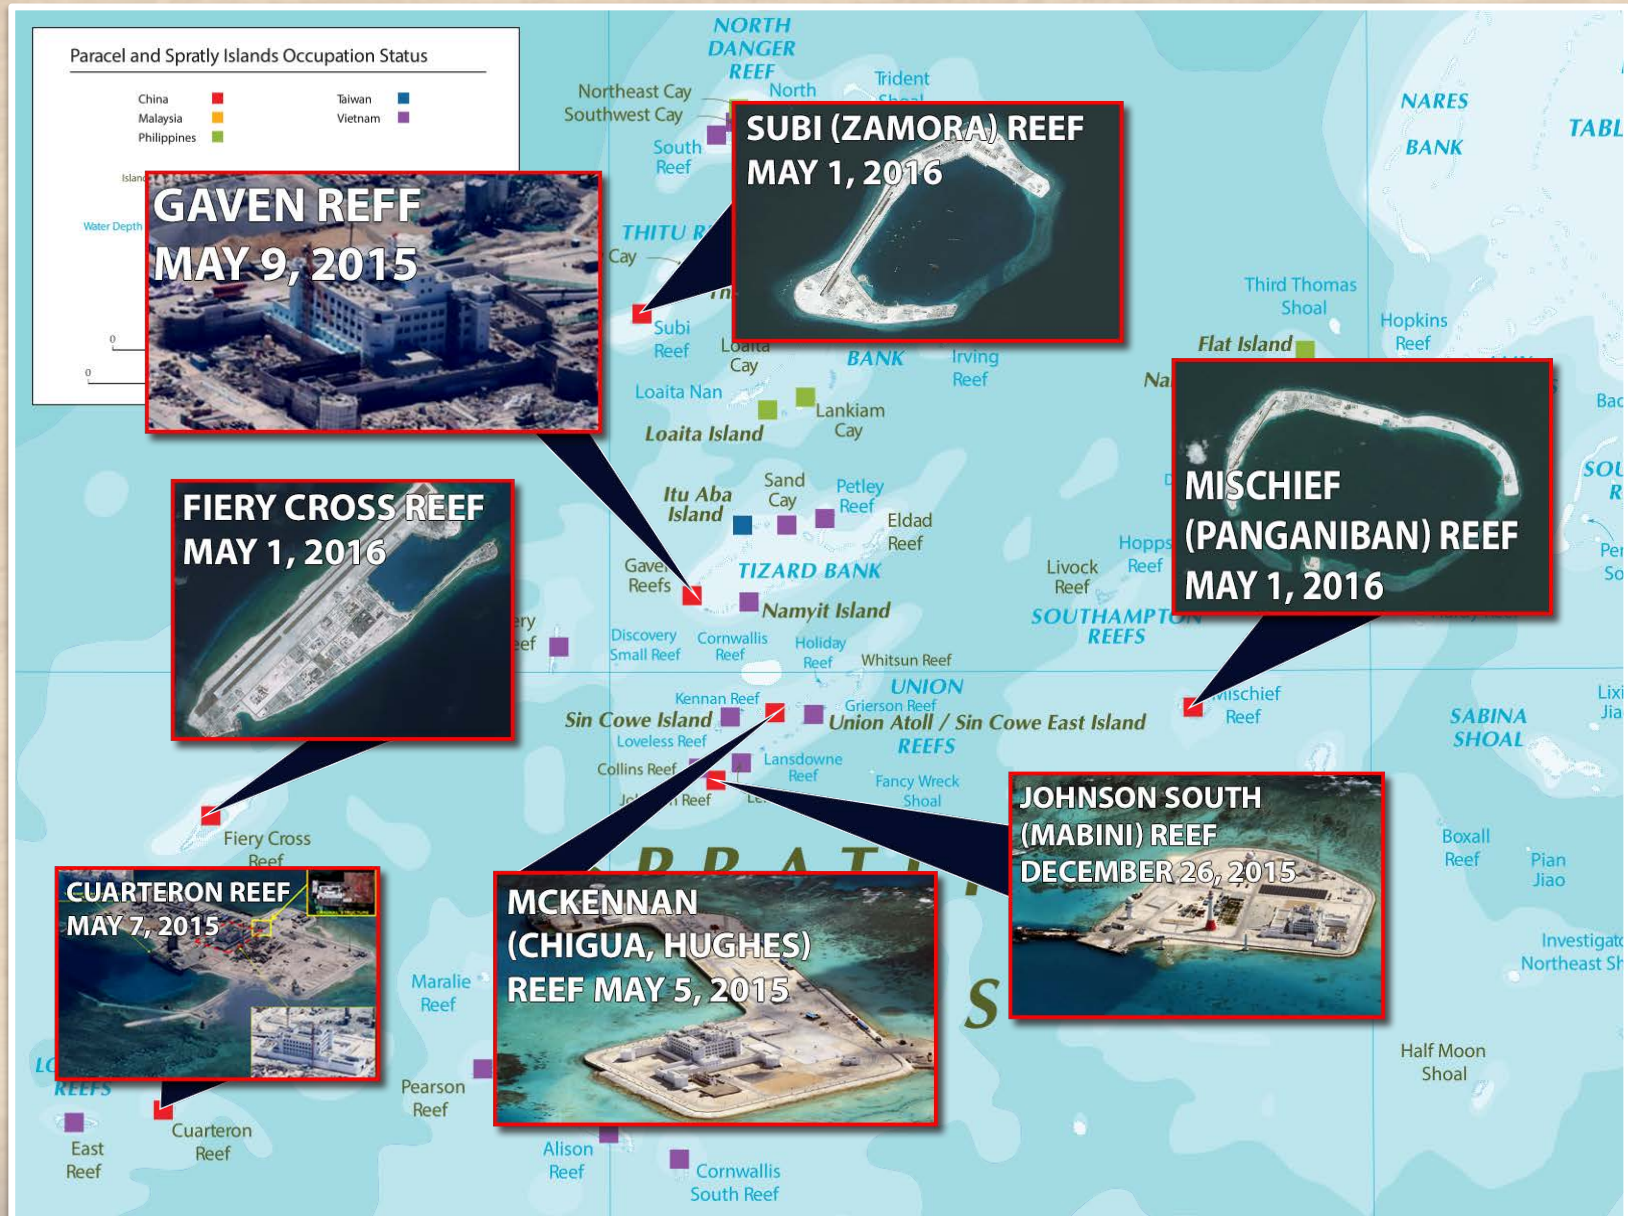 Paracel and Spratly Islands Occupation Status
China
Malaysia
Philippines
Taiwan
Vietnam
Water Depth
0
0
NORTH
DANGER
REEF
Northeast Cay
Southwest Cay
North
Trident
Shoal
South
Reef
NARES
BANK
SUBI (ZAMORA) REEF
MAY 1, 2016
GAVEN REFF
MAY 9, 2015
THITU
Cay
Subi
Reef
Loaita
Cay
BANK
Irving
Reef
Loaita Nan
Lankiam
Cay
Loaita Island
Third Thomas
Shoal
Hopkins
Reef
Flat Island
MISCHIEF
(PANGANIBAN) REEF
MAY 1, 2016
FIERY CROSS REEF
MAY 1, 2016
Itu Aba
Island
Sand
Cay
Petley
Reef
Eldad
Reef
Gaven
Reefs
TIZARD BANK
Namyit Island
Livock
Reef
Reef
SOUTHAMPTON
REEFS
Discovery
Small Reef
Cornwallis
Reef
Holiday
Reef
Whitsun Reef
UNION
Kennan Reef
Grierson Reef
Sin Cowe Island
Union Atoll / Sin Cowe East Island
Loveless Reef
REEFS
Collins Reef
Lansdowne
Reef
Reef
Fancy Wreck
Shoal
Mischief
Reef
SABINA
SHOAL
Fiery Cross
Reef
JOHNSON SOUTH
(MABINI) REEF
DECEMBER 26, 2015
Boxall
Reef
Pian
Jiao
CUARTERON REEF
MAY 7, 2015
MCKENNAN
(CHIGUA, HUGHES)
REEF MAY 5, 2015
Maralie
Reef
S
Northeast
Half Moon
Shoal
REEFS
Pearson
Reef
Cuarteron
Reef
East
Reef
Alison
Reef
Cornwallis
South Reef